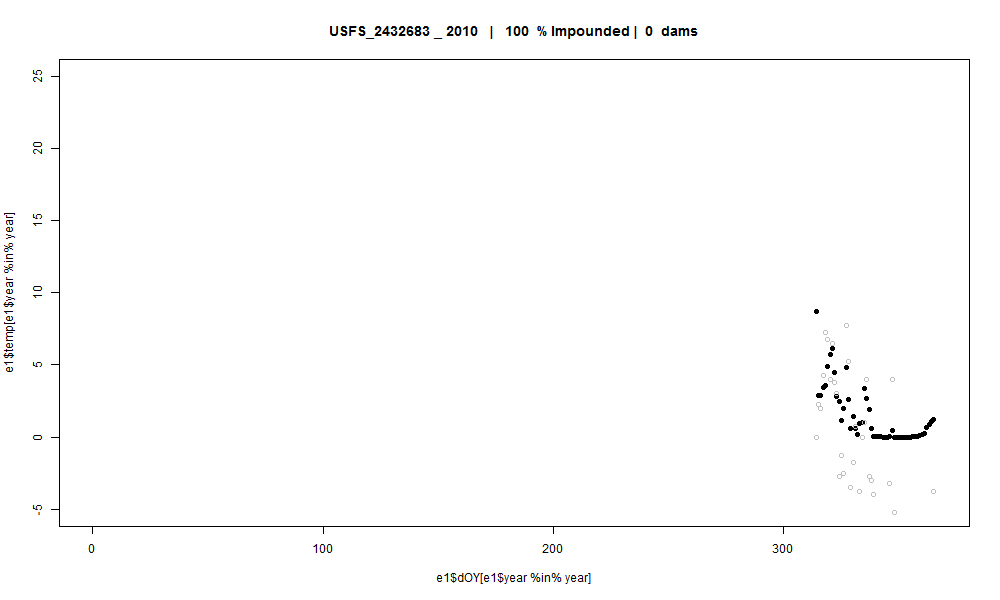 USFS_2432683 _ 2010 | 100 % Impounded | 0 dams
25
20
15
10
5
0
-5
e1$temp[e1$year %in% year]
0 100 200 300
e1$dOY[e1$year %in% year]